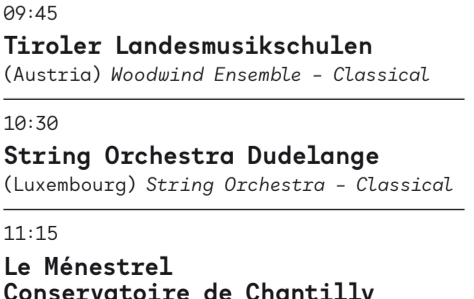 09:45
Tiroler Landesmusikschulen
(Austria) Woodwind Ensemble – Classical
10:30
String Orchestra Dudelange
(Luxembourg) String Orchestra – Classical
11:15
Le Ménestrel
Conservatoire de Chantilly